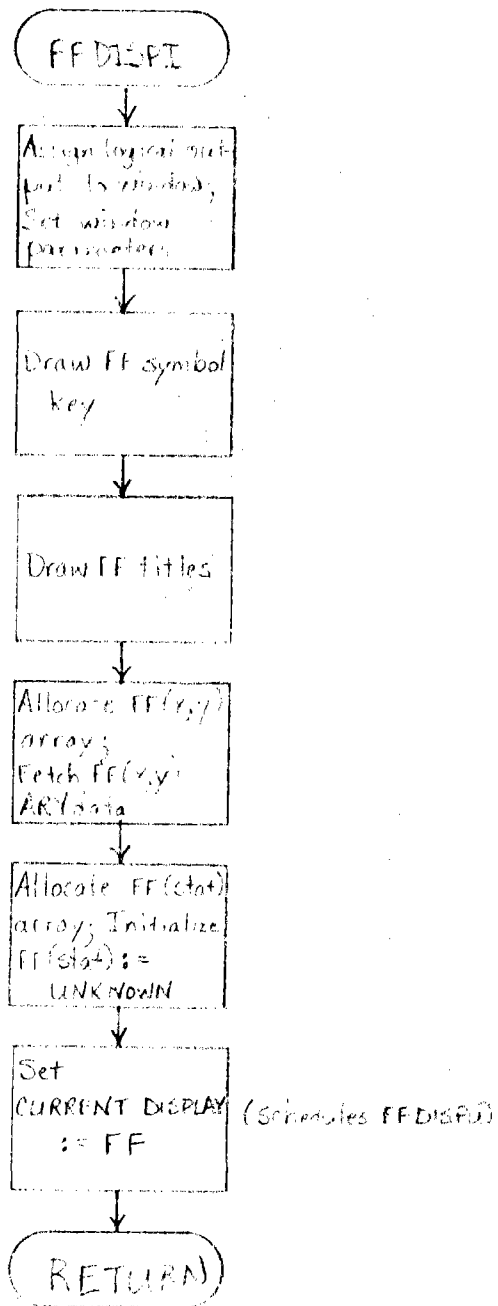 FFDISPI
Assign logical out-
put to window;
Set window
parameters
Draw FF symbol
key
Draw FF titles
Allocate FF(x,y)
array;
Fetch FF(x,y)
ARYdata
Allocate FF(stat)
array; Initialize
FF(stat) :=
UNKNOWN
Set
CURRENT DISPLAY (schedules FFDISPU)
:= FF
RETURN